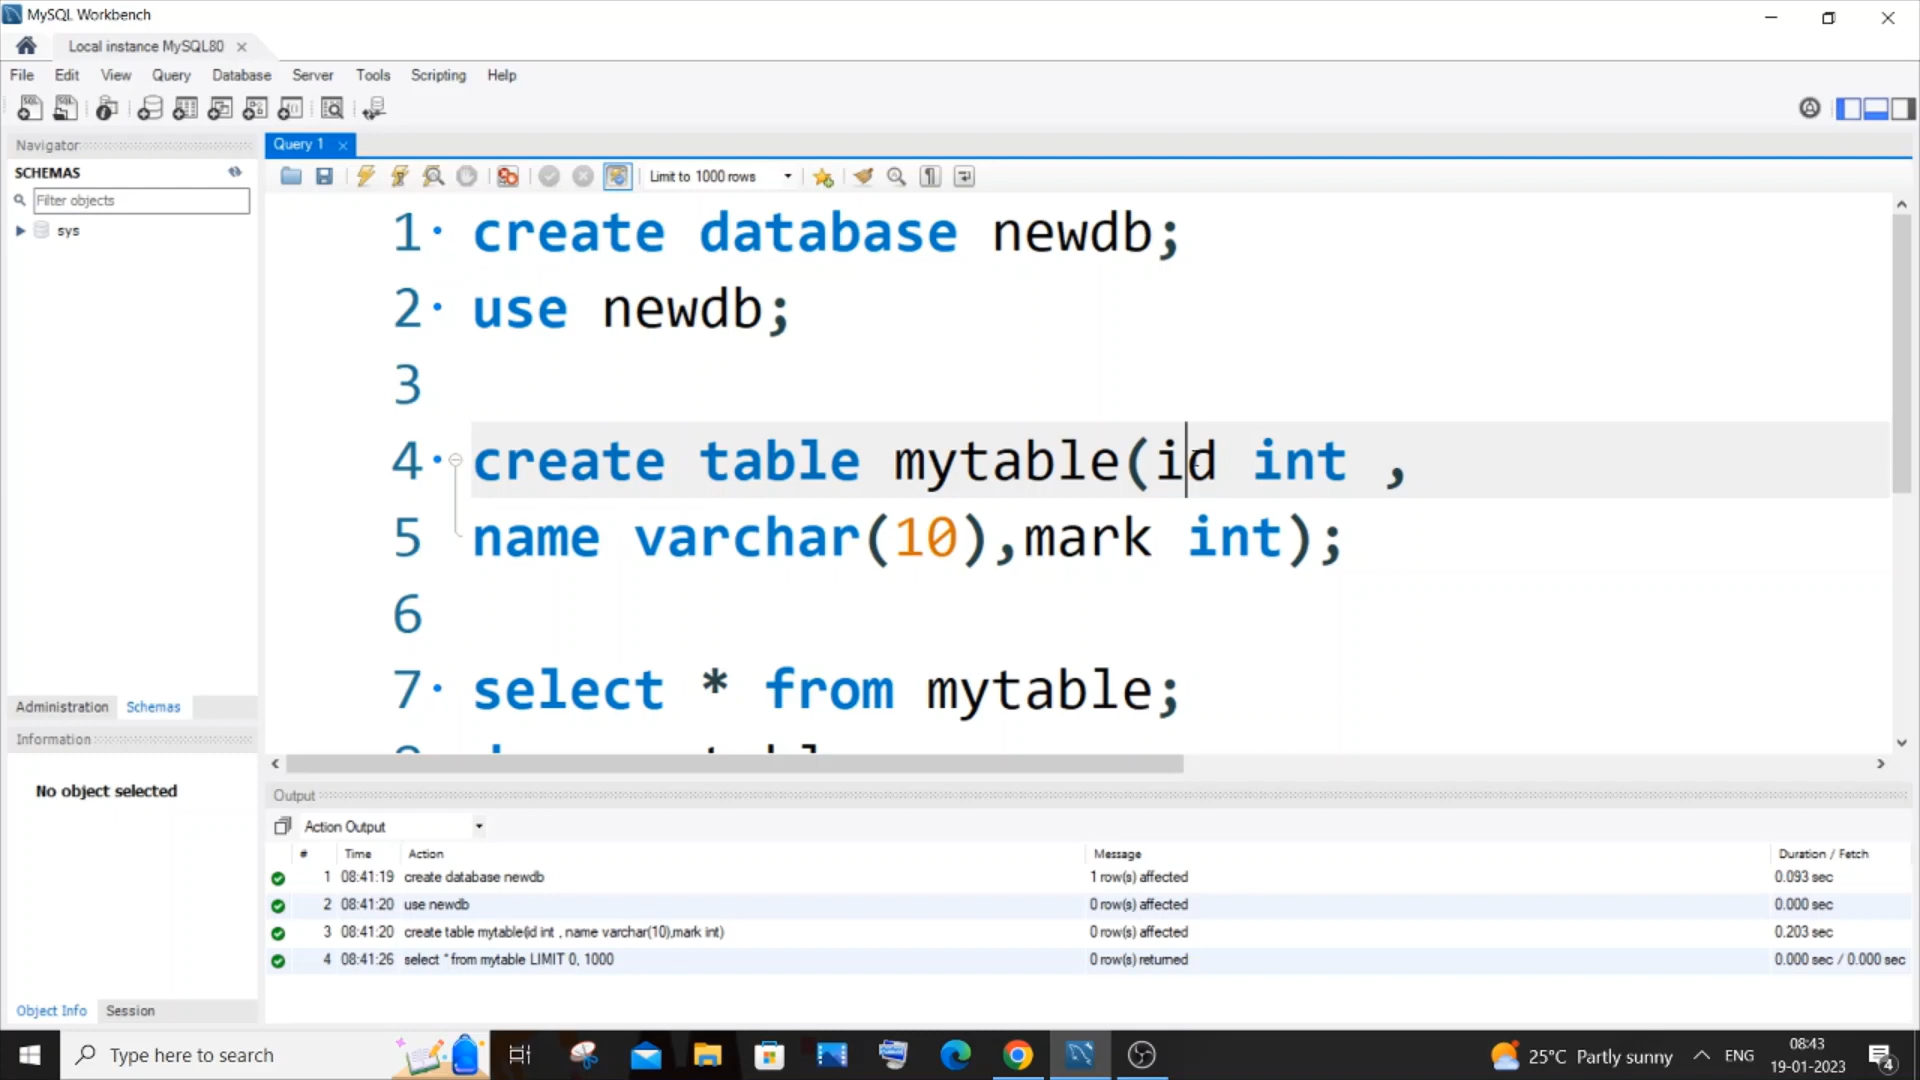 MySQL Workbench
Local instance MySQL80
File Edit View Query Database Server Tools Scripting Help
Navigator
SCHEMAS
Filter objects
sys
Query 1
Limit to 1000 rows
1 create database newdb;
2 use newdb;
3
4 create table mytable(id int ,
5 name varchar(10),mark int);
6
7 select * from mytable;
Administration Schemas
Information
No object selected
Object Info Session
Output
Action Output
# Time Action Message Duration / Fetch
1 08:41:19 create database newdb 1 row(s) affected 0.093 sec
2 08:41:20 use newdb 0 row(s) affected 0.000 sec
3 08:41:20 create table mytable(id int , name varchar(10),mark int) 0 row(s) affected 0.203 sec
4 08:41:26 select * from mytable LIMIT 0, 1000 0 row(s) returned 0.000 sec / 0.000 sec
Type here to search
25°C Partly sunny
ENG
08:43
19-01-2023
4